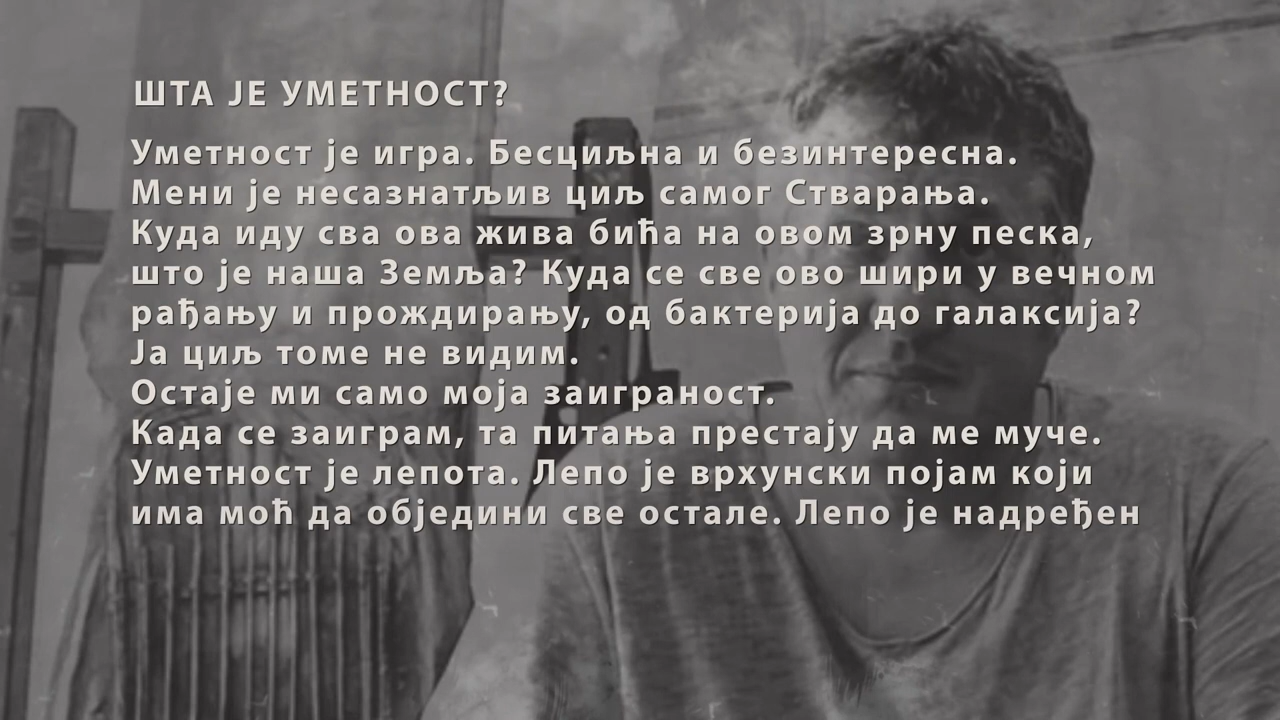 ШТА ЈЕ УМЕТНОСТ?
Уметност је игра. Бесциљна и безинтересна.
Мени је несазнатљив циљ самог Стварања.
Куда иду сва ова жива бића на овом зрну песка,
што је наша Земља? Куда се све ово шири у вечном
рађању и прождирању, од бактерија до галаксија?
Ја циљ томе не видим.
Остаје ми само моја заиграност.
Када се заиграм, та питања престају да ме муче.
Уметност је лепота. Лепо је врхунски појам који
има моћ да обједини све остале. Лепо је надређен